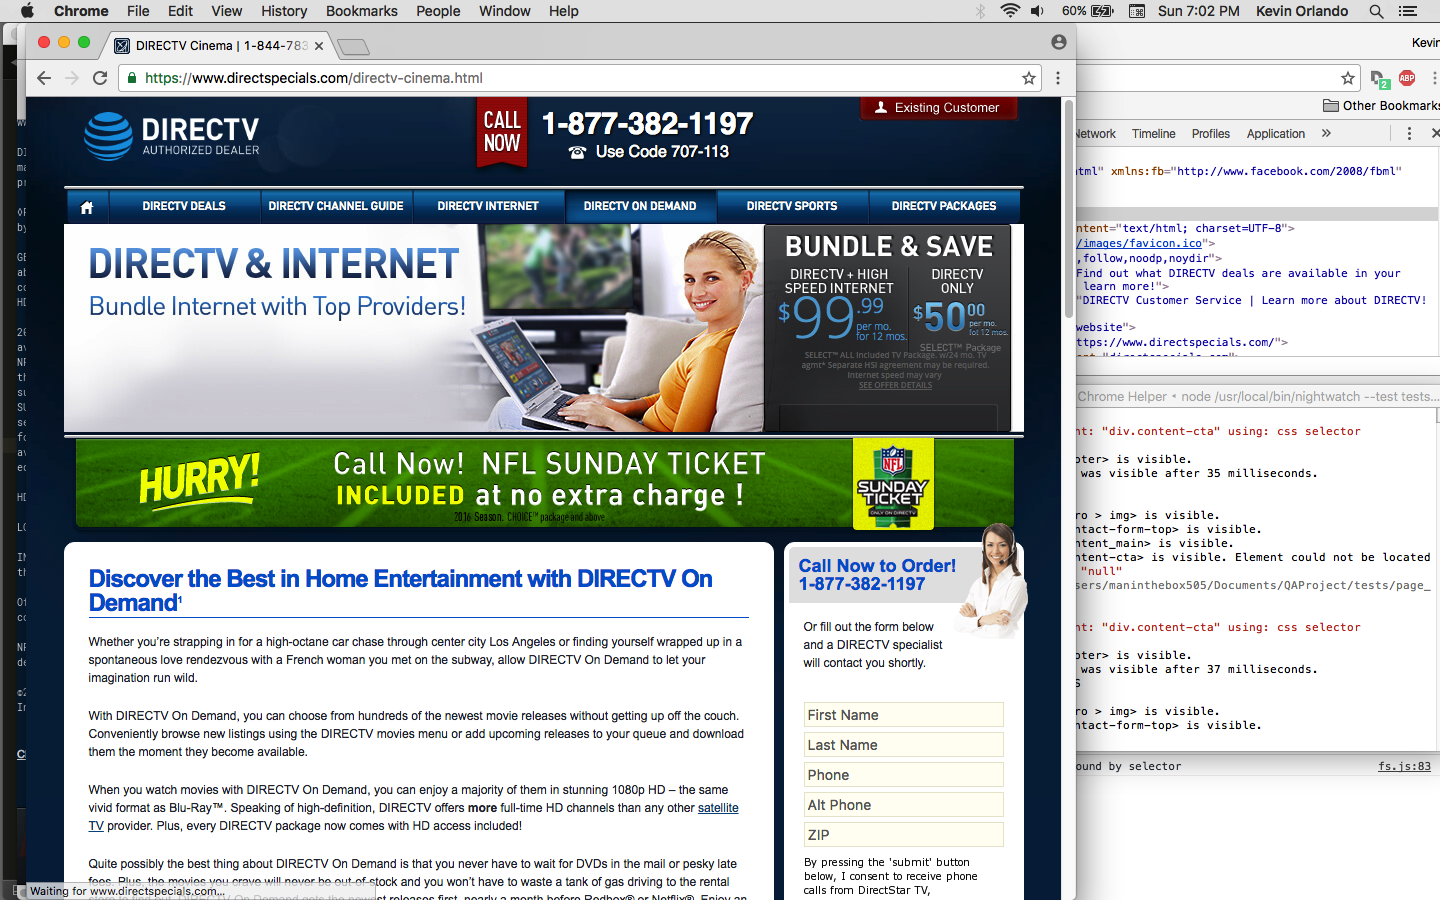 Chrome File Edit View History Bookmarks People Window Help
60% Sun 7:02 PM Kevin Orlando
DIRECTV Cinema | 1-844-783
https://www.directspecials.com/directv-cinema.html
DIRECTV
AUTHORIZED DEALER
CALL
NOW
1-877-382-1197
Use Code 707-113
Existing Customer
DIRECTV DEALS
DIRECTV CHANNEL GUIDE
DIRECTV INTERNET
DIRECTV ON DEMAND
DIRECTV SPORTS
DIRECTV PACKAGES
DIRECTV & INTERNET
Bundle Internet with Top Providers!
BUNDLE & SAVE
DIRECTV + HIGH
SPEED INTERNET
$99.99
per mo.
for 12 mos.
DIRECTV
ONLY
$50.00
per mo.
for 12 mos.
SELECT™ Package
SELECT™ ALL Included TV Package. w/24 mo. TV
agmt* Separate HSI agreement may be required.
Internet speed may vary
SEE OFFER DETAILS
HURRY!
Call Now! NFL SUNDAY TICKET
INCLUDED at no extra charge !
2016 Season. CHOICE™ package and above
NFL
SUNDAY
TICKET
ONLY ON DIRECTV
Discover the Best in Home Entertainment with DIRECTV On
Demand¹
Whether you're strapping in for a high-octane car chase through center city Los Angeles or finding yourself wrapped up in a
spontaneous love rendezvous with a French woman you met on the subway, allow DIRECTV On Demand to let your
imagination run wild.
With DIRECTV On Demand, you can choose from hundreds of the newest movie releases without getting up off the couch.
Conveniently browse new listings using the DIRECTV movies menu or add upcoming releases to your queue and download
them the moment they become available.
When you watch movies with DIRECTV On Demand, you can enjoy a majority of them in stunning 1080p HD – the same
vivid format as Blu-Ray™. Speaking of high-definition, DIRECTV offers more full-time HD channels than any other satellite
TV provider. Plus, every DIRECTV package now comes with HD access included!
Quite possibly the best thing about DIRECTV On Demand is that you never have to wait for DVDs in the mail or pesky late
fees. Plus, the movies you crave will never be out-of-stock and you won't have to waste a tank of gas driving to the rental
Waiting for www.directspecials.com...
Call Now to Order!
1-877-382-1197
Or fill out the form below
and a DIRECTV specialist
will contact you shortly.
First Name
Last Name
Phone
Alt Phone
ZIP
By pressing the 'submit' button
below, I consent to receive phone
calls from DirectStar TV,
Kevin
2
ABP
Other Bookmarks
Network Timeline Profiles Application »
html" xmlns:fb="http://www.facebook.com/2008/fbml"
ntent="text/html; charset=UTF-8">
/images/favicon.ico">
,follow,noodp,noydir">
Find out what DIRECTV deals are available in your
learn more!">
"DIRECTV Customer Service | Learn more about DIRECTV!
website">
https://www.directspecials.com/">
Chrome Helper • node /usr/local/bin/nightwatch --test tests...
nt: "div.content-cta" using: css selector
oter> is visible.
was visible after 35 milliseconds.
ro > img> is visible.
ntact-form-top> is visible.
ntent_main> is visible.
ntent-cta> is visible. Element could not be located
"null"
sers/maninthebox505/Documents/QAProject/tests/page_
nt: "div.content-cta" using: css selector
oter> is visible.
was visible after 37 milliseconds.
S
ro > img> is visible.
ntact-form-top> is visible.
ound by selector
fs.js:83